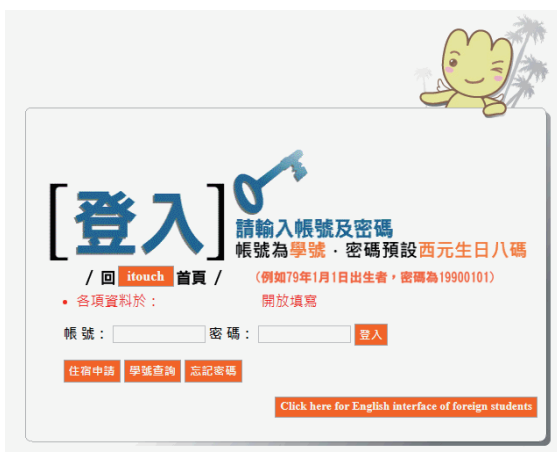 [登入]
請輸入帳號及密碼
帳號為學號．密碼預設西元生日八碼
/ 回 itouch 首頁 /
(例如79年1月1日出生者，密碼為19900101)
• 各項資料於： 開放填寫
帳 號： 密 碼： 登入
住宿申請 學號查詢 忘記密碼
Click here for English interface of foreign students